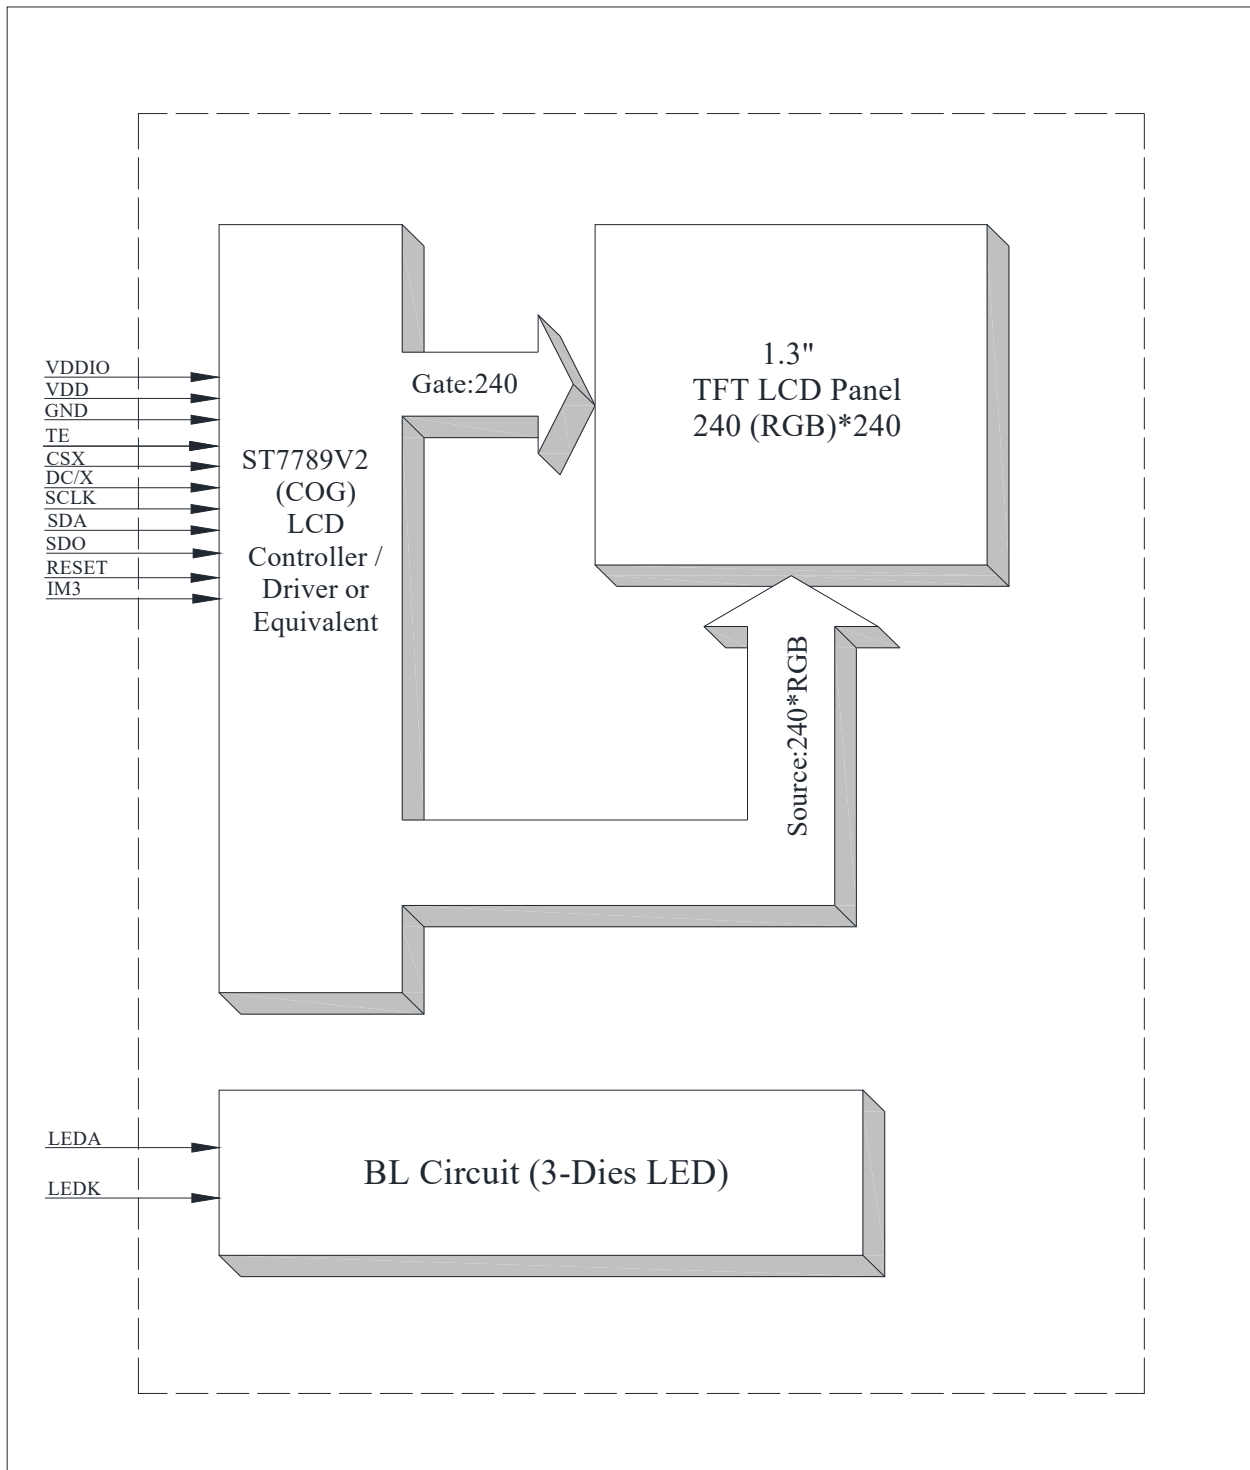 VDDIO
VDD
GND
TE
CSX
DC/X
SCLK
SDA
SDO
RESET
IM3
ST7789V2
(COG)
LCD
Controller /
Driver or
Equivalent
Gate:240
1.3"
TFT LCD Panel
240 (RGB)*240
Source:240*RGB
LEDA
LEDK
BL Circuit (3-Dies LED)